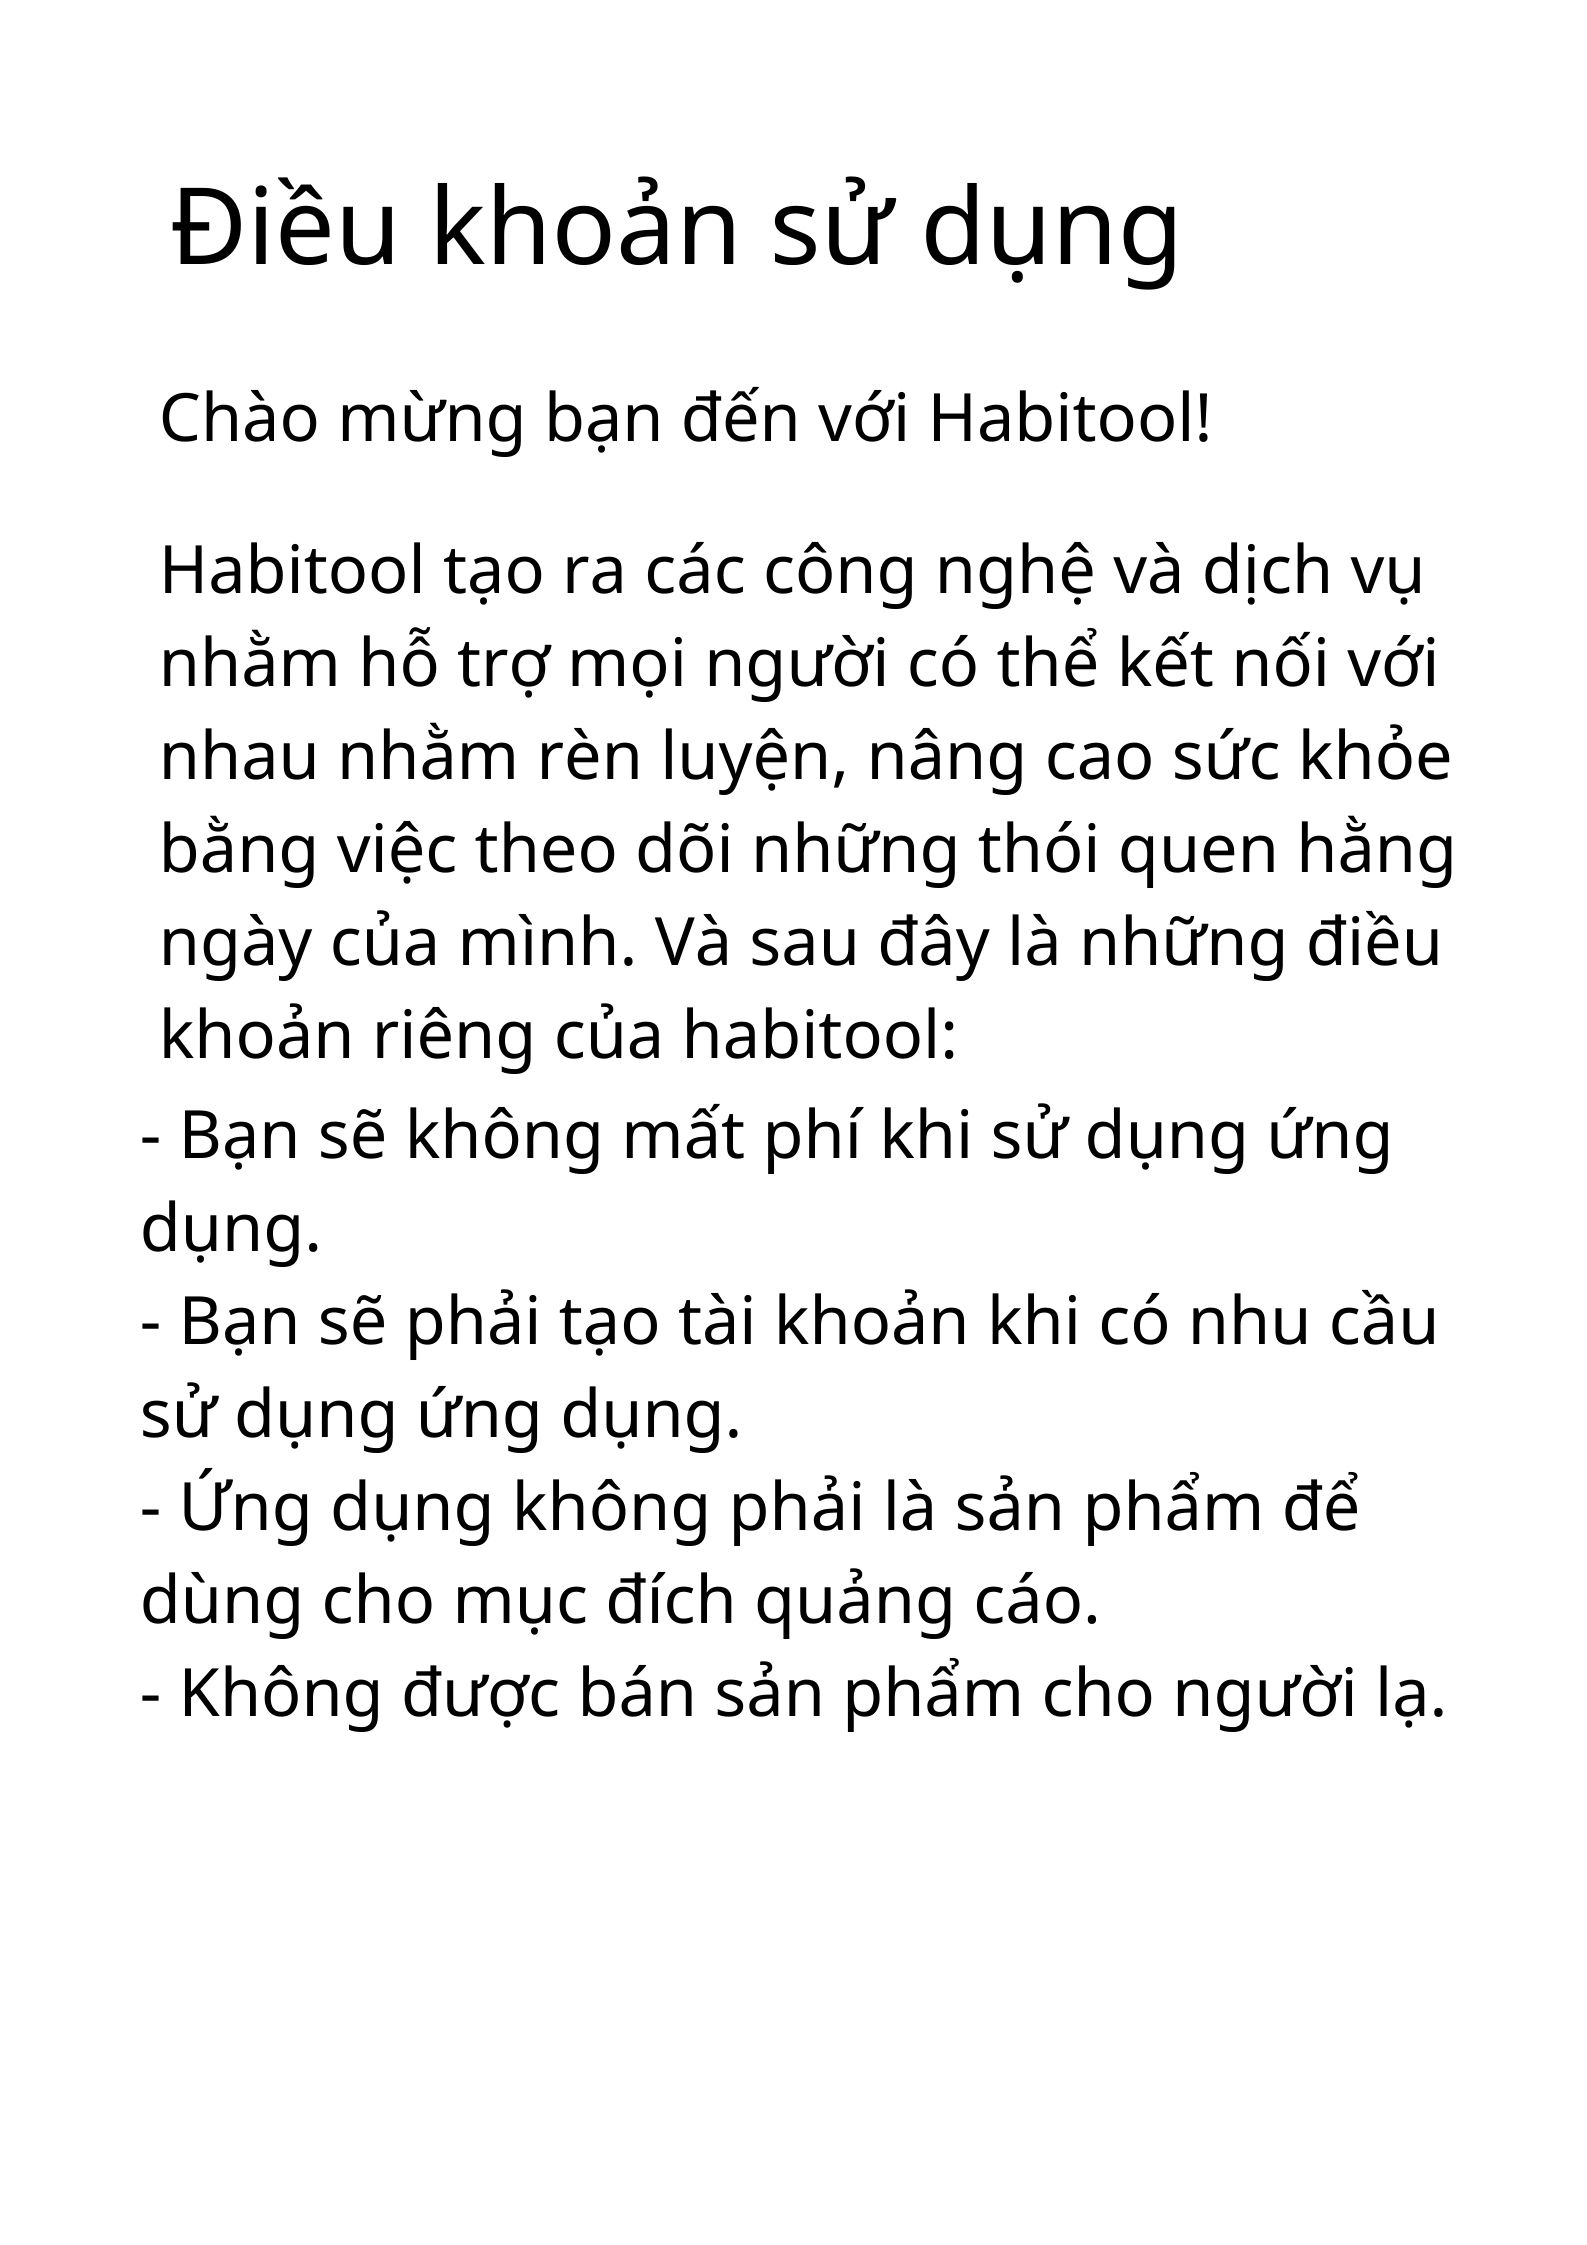 Điều khoản sử dụng
Chào mừng bạn đến với Habitool!
Habitool tạo ra các công nghệ và dịch vụ
nhằm hỗ trợ mọi người có thể kết nối với
nhau nhằm rèn luyện, nâng cao sức khỏe
bằng việc theo dõi những thói quen hằng
ngày của mình. Và sau đây là những điều
khoản riêng của habitool:
- Bạn sẽ không mất phí khi sử dụng ứng
dụng.
- Bạn sẽ phải tạo tài khoản khi có nhu cầu
sử dụng ứng dụng.
- Ứng dụng không phải là sản phẩm để
dùng cho mục đích quảng cáo.
- Không được bán sản phẩm cho người lạ.